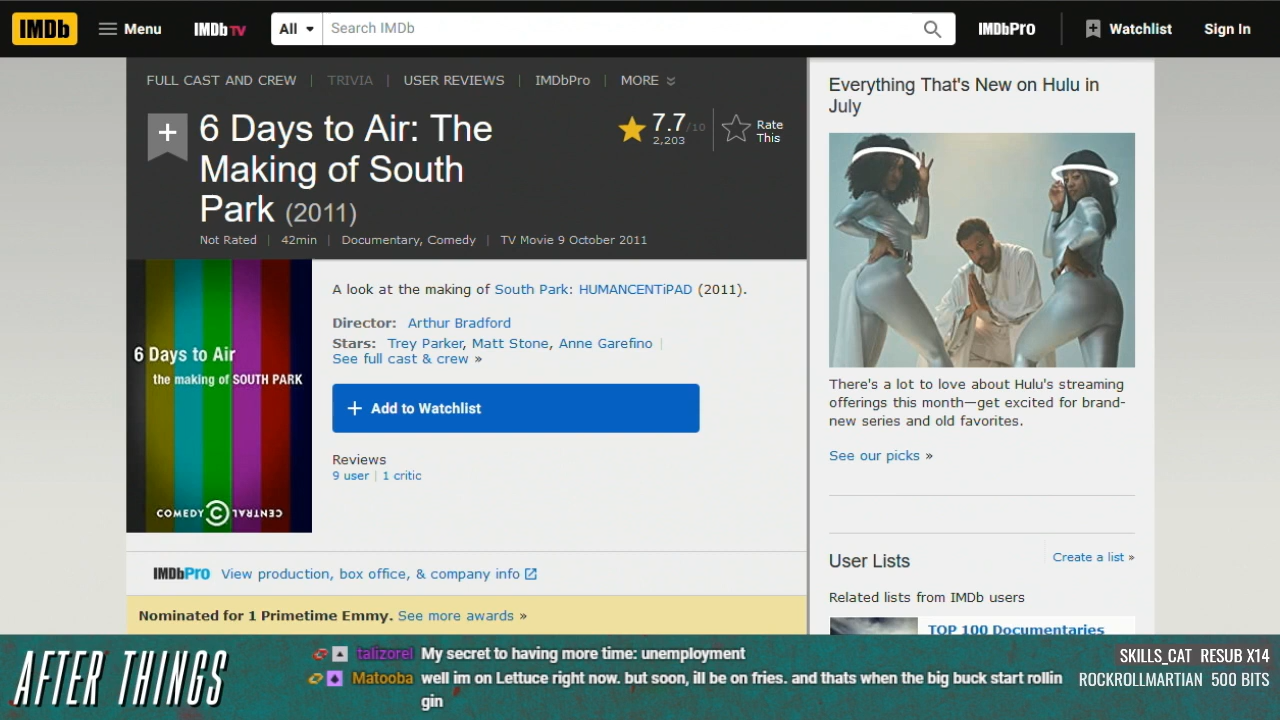 IMDb
Menu
IMDb TV
All
Search IMDb
IMDbPro
Watchlist
Sign In
FULL CAST AND CREW | TRIVIA | USER REVIEWS | IMDbPro | MORE
6 Days to Air: The
Making of South
Park (2011)
7.7/10
2,203
Rate
This
Not Rated | 42min | Documentary, Comedy | TV Movie 9 October 2011
6 Days to Air
the making of SOUTH PARK
COMEDY CENTRAL
A look at the making of South Park: HUMANCENTiPAD (2011).
Director: Arthur Bradford
Stars: Trey Parker, Matt Stone, Anne Garefino |
See full cast & crew »
+ Add to Watchlist
Reviews
9 user | 1 critic
IMDbPro View production, box office, & company info
Nominated for 1 Primetime Emmy. See more awards »
Everything That's New on Hulu in
July
There's a lot to love about Hulu's streaming
offerings this month—get excited for brand-
new series and old favorites.
See our picks »
User Lists
Create a list »
Related lists from IMDb users
TOP 100 Documentaries
AFTER THINGS
talizorel My secret to having more time: unemployment
Matooba well im on Lettuce right now. but soon, ill be on fries. and thats when the big buck start rollin
gin
SKILLS_CAT RESUB X14
ROCKROLLMARTIAN 500 BITS